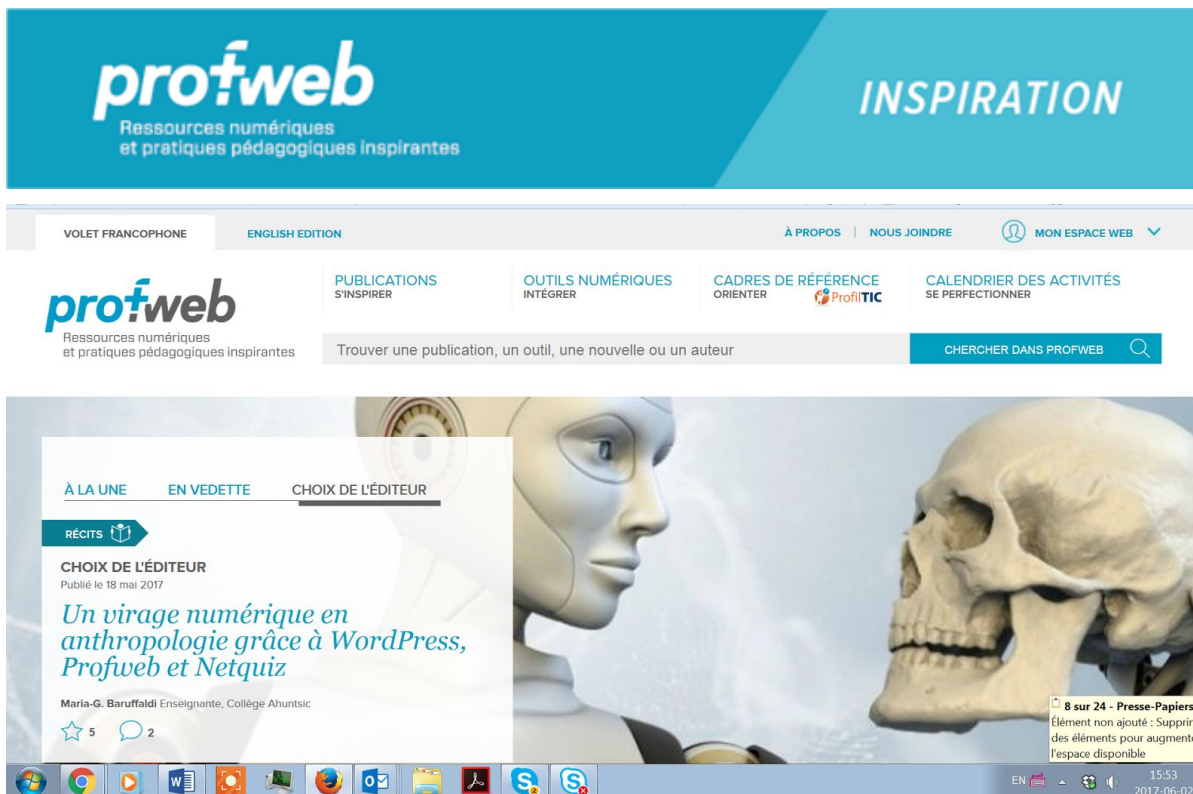 profweb
Ressources numériques
et pratiques pédagogiques inspirantes
INSPIRATION
VOLET FRANCOPHONE
ENGLISH EDITION
À PROPOS | NOUS JOINDRE
MON ESPACE WEB
profweb
Ressources numériques
et pratiques pédagogiques inspirantes
PUBLICATIONS
S'INSPIRER
OUTILS NUMÉRIQUES
INTÉGRER
CADRES DE RÉFÉRENCE
ORIENTER
ProfilTIC
CALENDRIER DES ACTIVITÉS
SE PERFECTIONNER
Trouver une publication, un outil, une nouvelle ou un auteur
CHERCHER DANS PROFWEB
À LA UNE
EN VEDETTE
CHOIX DE L'ÉDITEUR
RÉCITS
CHOIX DE L'ÉDITEUR
Publié le 18 mai 2017
Un virage numérique en
anthropologie grâce à WordPress,
Profweb et Netquiz
Maria-G. Baruffaldi Enseignante, Collège Ahuntsic
5
2
8 sur 24 - Presse-Papiers
Élément non ajouté : Supprin
des éléments pour augmente
l'espace disponible
EN
15:53
2017-06-02